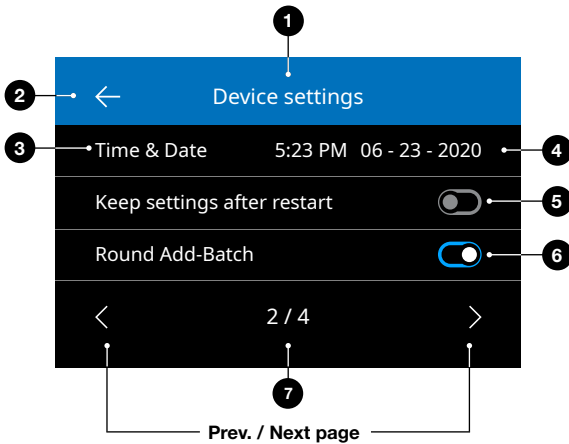 1
2
Device settings
3
Time & Date 5:23 PM 06 - 23 - 2020
4
Keep settings after restart
5
Round Add-Batch
6
2 / 4
7
Prev. / Next page